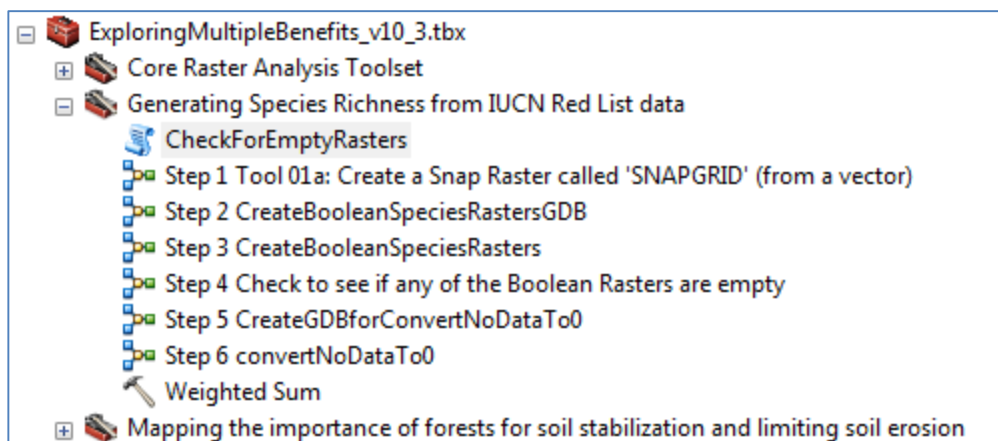 ExploringMultipleBenefits_v10_3.tbx
Core Raster Analysis Toolset
Generating Species Richness from IUCN Red List data
CheckForEmptyRasters
Step 1 Tool 01a: Create a Snap Raster called 'SNAPGRID' (from a vector)
Step 2 CreateBooleanSpeciesRastersGDB
Step 3 CreateBooleanSpeciesRasters
Step 4 Check to see if any of the Boolean Rasters are empty
Step 5 CreateGDBforConvertNoDataTo0
Step 6 convertNoDataTo0
Weighted Sum
Mapping the importance of forests for soil stabilization and limiting soil erosion